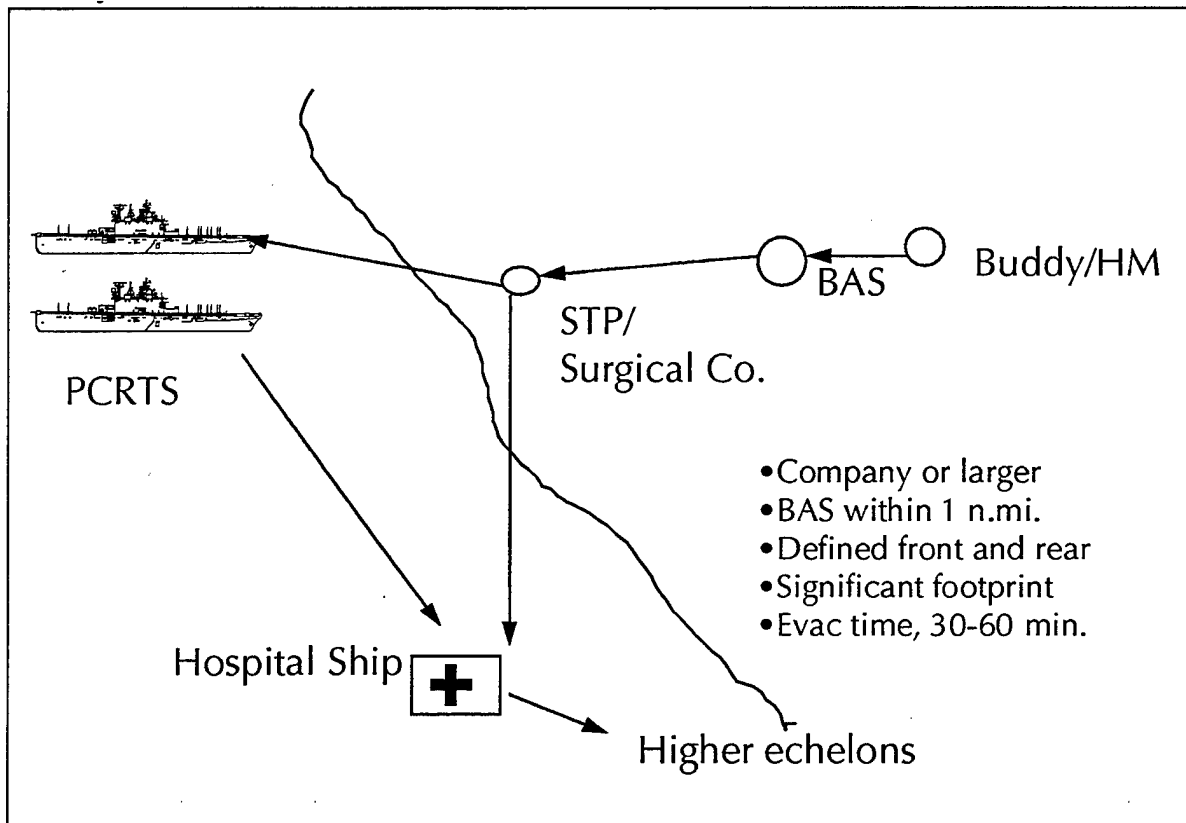 Buddy/HM
BAS
STP/
Surgical Co.
PCRTS
•Company or larger
•BAS within 1 n.mi.
•Defined front and rear
•Significant footprint
•Evac time, 30-60 min.
Hospital Ship
Higher echelons